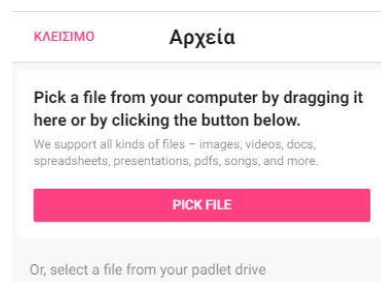 ΚΛΕΙΣΙΜΟ Αρχεία
Pick a file from your computer by dragging it
here or by clicking the button below.
We support all kinds of files – images, videos, docs,
spreadsheets, presentations, pdfs, songs, and more.
PICK FILE
Or, select a file from your padlet drive